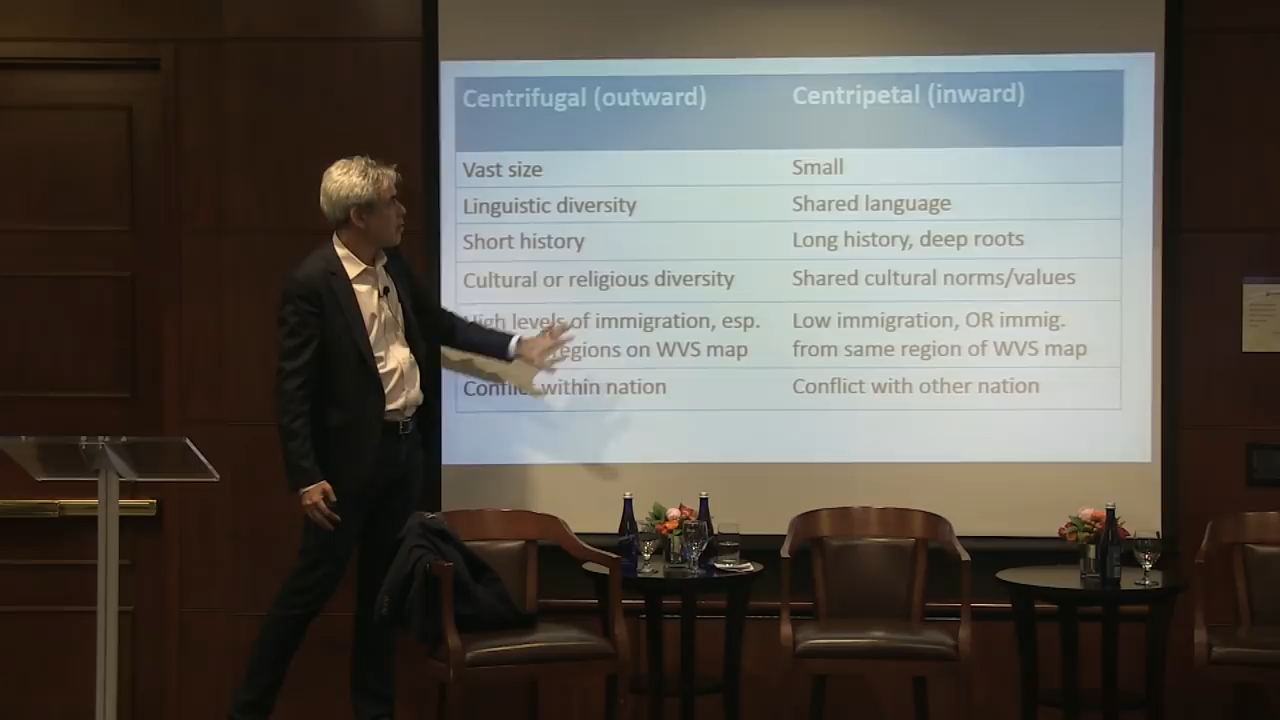 Centrifugal (outward) Centripetal (inward)
Vast size Small
Linguistic diversity Shared language
Short history Long history, deep roots
Cultural or religious diversity Shared cultural norms/values
High levels of immigration, esp. Low immigration, OR immig.
regions on WVS map from same region of WVS map
Conflict within nation Conflict with other nation